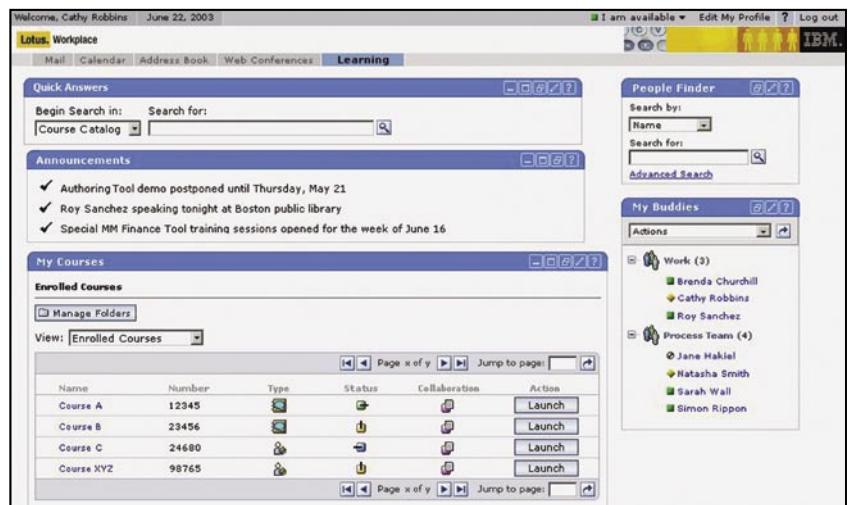 Welcome, Cathy Robbins June 22, 2003 I am available Edit My Profile ? Log out
Lotus. Workplace
IBM.
Mail Calendar Address Book Web Conferences Learning
Quick Answers
Begin Search in: Search for:
Course Catalog
Announcements
Authoring Tool demo postponed until Thursday, May 21
Roy Sanchez speaking tonight at Boston public library
Special MM Finance Tool training sessions opened for the week of June 16
My Courses
Enrolled Courses
Manage Folders
View: Enrolled Courses
Page x of y Jump to page:
Name Number Type Status Collaboration Action
Course A 12345 Launch
Course B 23456 Launch
Course C 24680 Launch
Course XYZ 98765 Launch
Page x of y Jump to page:
People Finder
Search by:
Name
Search for:
Advanced Search
My Buddies
Actions
Work (3)
Brenda Churchill
Cathy Robbins
Roy Sanchez
Process Team (4)
Jane Hakiel
Natasha Smith
Sarah Wall
Simon Rippon